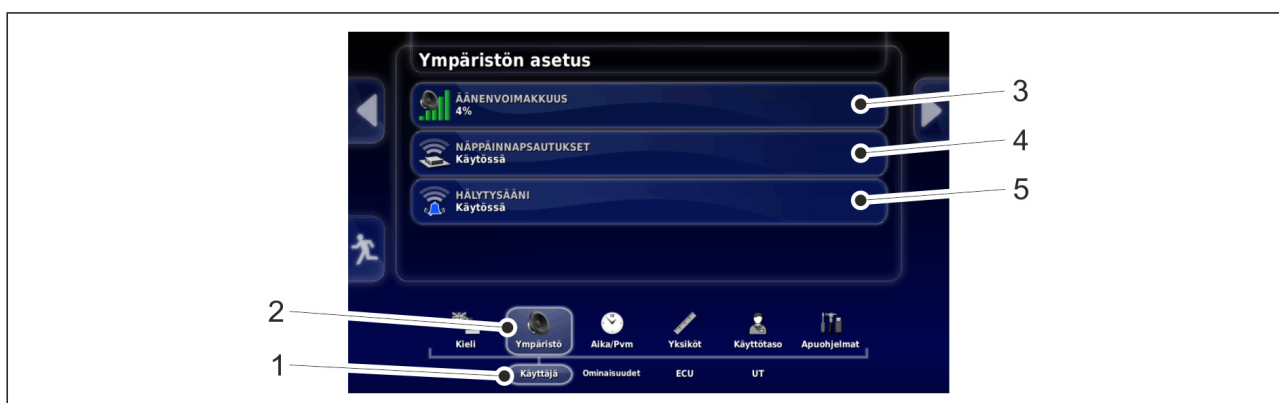 Ympäristön asetus
ÄÄNENVOIMAKKUUS
4%
3
NÄPPÄINNAPSAUTUKSET
Käytössä
4
HÄLYTYSÄÄNI
Käytössä
5
2
Kieli Ympäristö Aika/Pvm Yksiköt Käyttötaso Apuohjelmat
1
Käyttäjä Ominaisuudet ECU UT